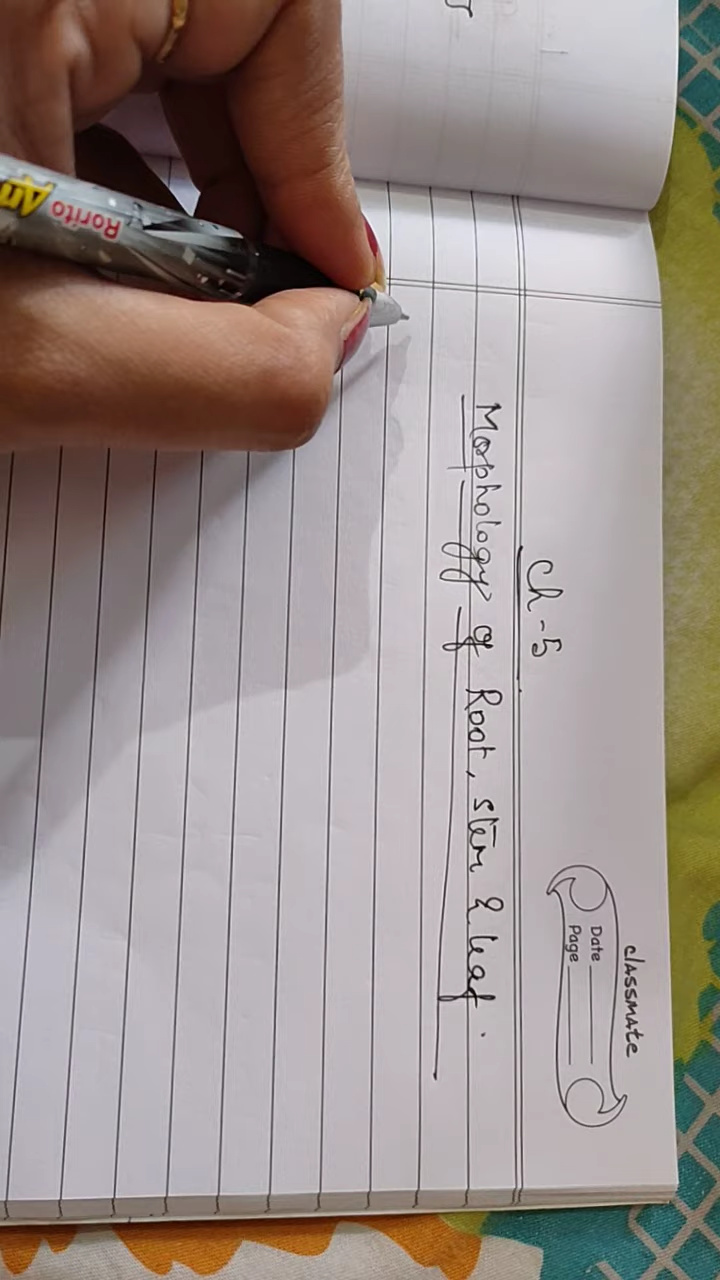 classmate
Date
Page
Ch-5
Morphology of Root, stem & leaf.
Rorito